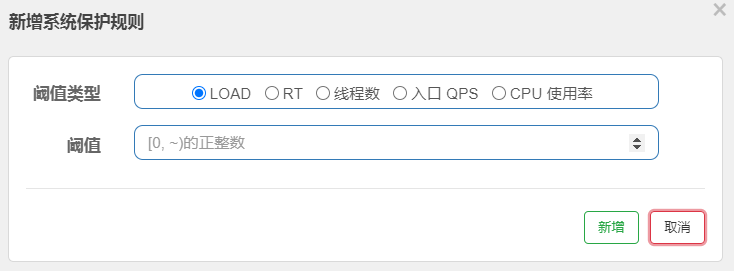 新增系统保护规则
×
阈值类型 LOAD RT 线程数 入口 QPS CPU 使用率
阈值 [0, ~)的正整数
新增 取消